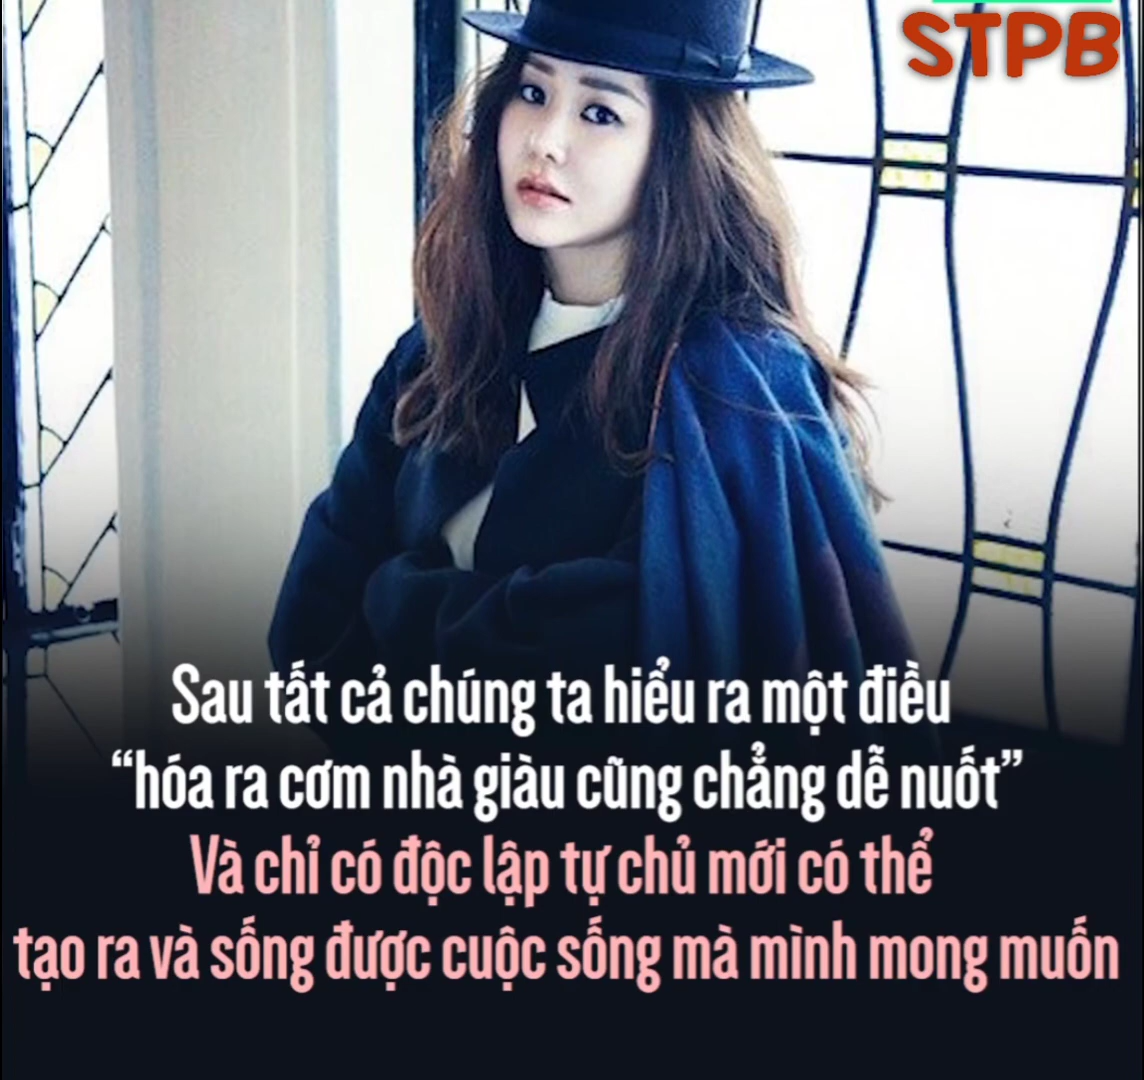 STPB
Sau tất cả chúng ta hiểu ra một điều
“hóa ra cơm nhà giàu cũng chẳng dễ nuốt”
Và chỉ có độc lập tự chủ mới có thể
tạo ra và sống được cuộc sống mà mình mong muốn